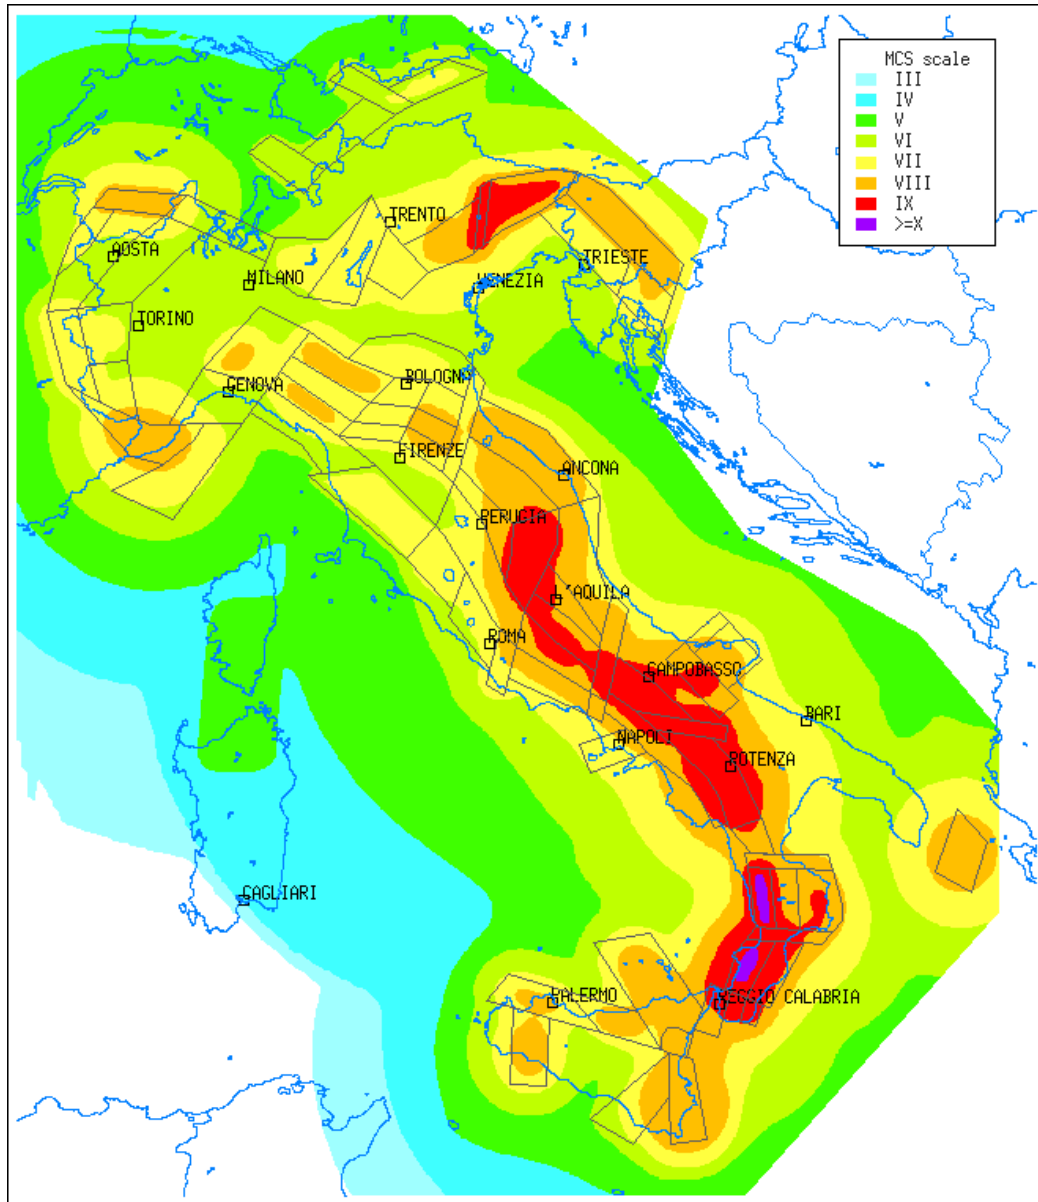 MCS scale
III
IV
V
VI
VII
VIII
IX
>=X
TRENTO
AOSTA
TRIESTE
MILANO
VENEZIA
TORINO
GENOVA
BOLOGNA
FIRENZE
ANCONA
PERUGIA
L'AQUILA
ROMA
CAMPOBASSO
BARI
NAPOLI
POTENZA
CAGLIARI
PALERMO
REGGIO CALABRIA